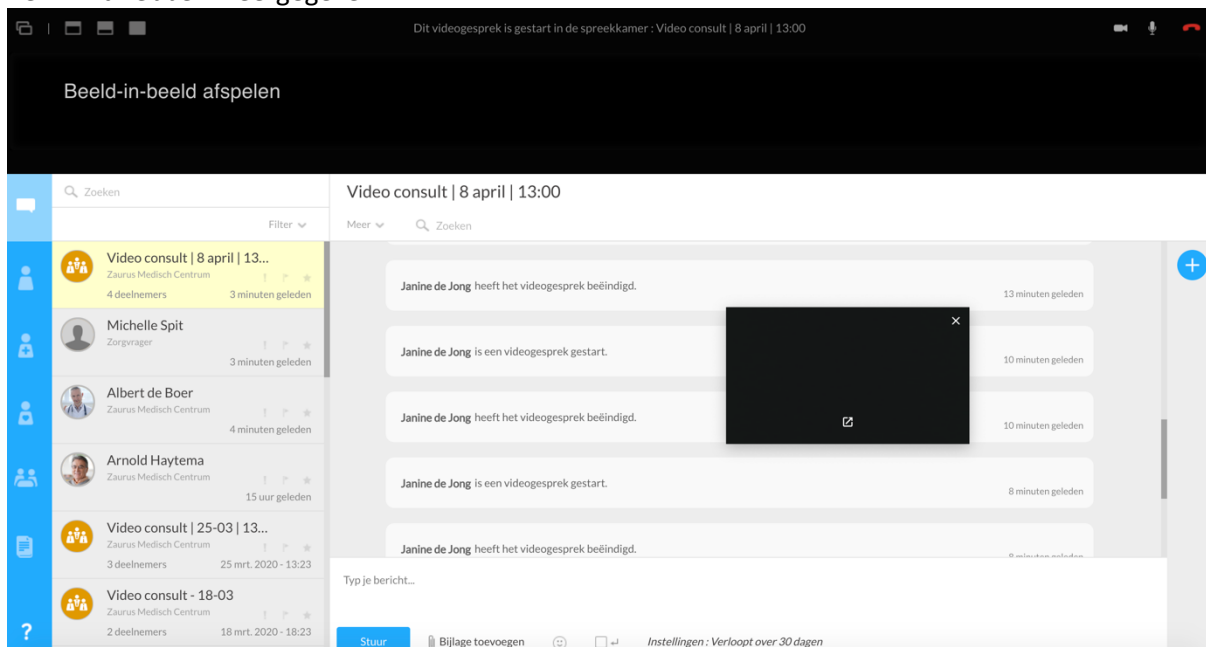 Dit videogesprek is gestart in de spreekkamer : Video consult | 8 april | 13:00
Beeld-in-beeld afspelen
Zoeken
Filter
Video consult | 8 april | 13...
Zaurus Medisch Centrum
4 deelnemers 3 minuten geleden
Michelle Spit
Zorgvrager
3 minuten geleden
Albert de Boer
Zaurus Medisch Centrum
4 minuten geleden
Arnold Haytema
Zaurus Medisch Centrum
15 uur geleden
Video consult | 25-03 | 13...
Zaurus Medisch Centrum
3 deelnemers 25 mrt. 2020 - 13:23
Video consult - 18-03
Zaurus Medisch Centrum
2 deelnemers 18 mrt. 2020 - 18:23
?
Video consult | 8 april | 13:00
Meer Zoeken
Janine de Jong heeft het videogesprek beëindigd.
13 minuten geleden
Janine de Jong is een videogesprek gestart.
10 minuten geleden
Janine de Jong heeft het videogesprek beëindigd.
10 minuten geleden
Janine de Jong is een videogesprek gestart.
8 minuten geleden
Janine de Jong heeft het videogesprek beëindigd.
8 minuten geleden
Typ je bericht...
Stuur Bijlage toevoegen Instellingen : Verloopt over 30 dagen